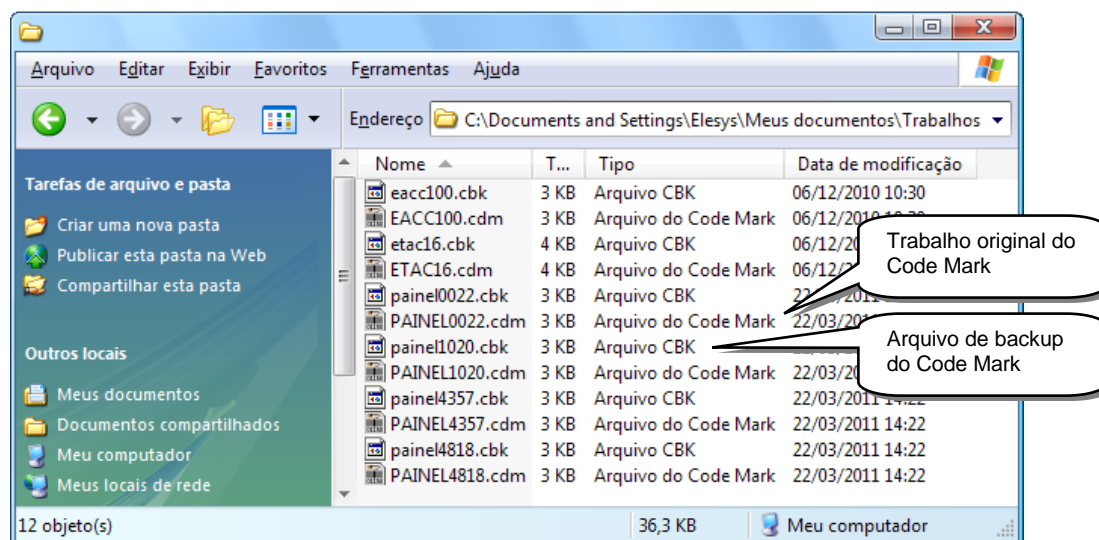 Arquivo Editar Exibir Favoritos Ferramentas Ajuda
Endereço C:\Documents and Settings\Elesys\Meus documentos\Trabalhos
Tarefas de arquivo e pasta
Criar uma nova pasta
Publicar esta pasta na Web
Compartilhar esta pasta
Outros locais
Meus documentos
Documentos compartilhados
Meu computador
Meus locais de rede
Nome T... Tipo Data de modificação
eacc100.cbk 3 KB Arquivo CBK 06/12/2010 10:30
EACC100.cdm 3 KB Arquivo do Code Mark
etac16.cbk 4 KB Arquivo CBK
ETAC16.cdm 4 KB Arquivo do Code Mark
painel0022.cbk 3 KB Arquivo CBK
PAINEL0022.cdm 3 KB Arquivo do Code Mark
painel1020.cbk 3 KB Arquivo CBK
PAINEL1020.cdm 3 KB Arquivo do Code Mark
painel4357.cbk 3 KB Arquivo CBK 22/03/2011 14:22
PAINEL4357.cdm 3 KB Arquivo do Code Mark 22/03/2011 14:22
painel4818.cbk 3 KB Arquivo CBK 22/03/2011 14:22
PAINEL4818.cdm 3 KB Arquivo do Code Mark 22/03/2011 14:22
Trabalho original do
Code Mark
Arquivo de backup
do Code Mark
12 objeto(s) 36,3 KB Meu computador